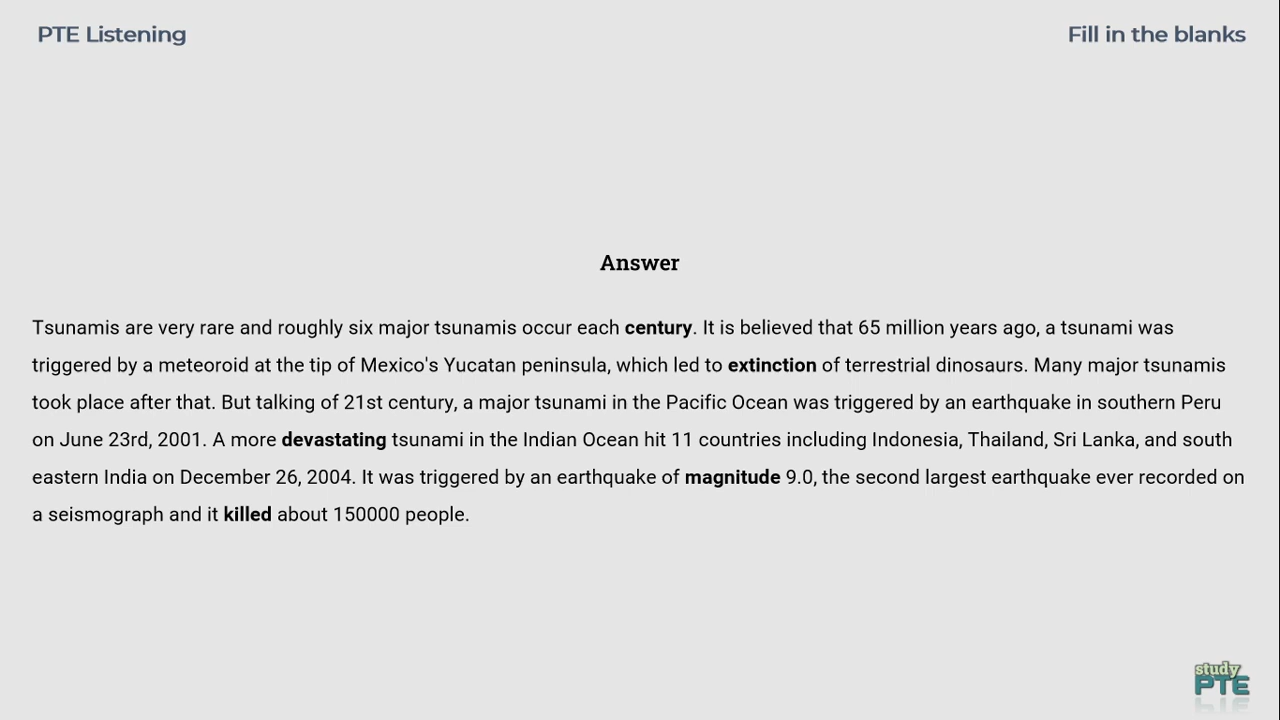 PTE Listening
Fill in the blanks
Answer
Tsunamis are very rare and roughly six major tsunamis occur each century. It is believed that 65 million years ago, a tsunami was
triggered by a meteoroid at the tip of Mexico's Yucatan peninsula, which led to extinction of terrestrial dinosaurs. Many major tsunamis
took place after that. But talking of 21st century, a major tsunami in the Pacific Ocean was triggered by an earthquake in southern Peru
on June 23rd, 2001. A more devastating tsunami in the Indian Ocean hit 11 countries including Indonesia, Thailand, Sri Lanka, and south
eastern India on December 26, 2004. It was triggered by an earthquake of magnitude 9.0, the second largest earthquake ever recorded on
a seismograph and it killed about 150000 people.
study
PTE